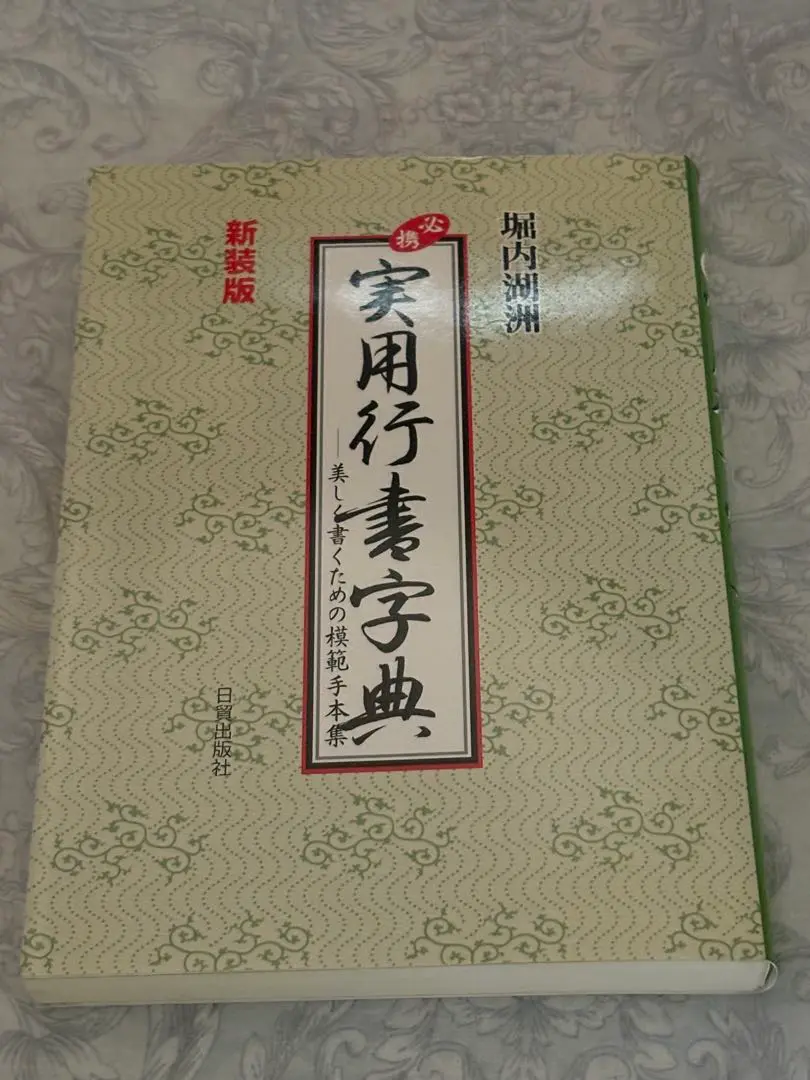 堀内湖洲
必携
実用行書字典
―美しく書くための模範手本集
新装版
日貿出版社